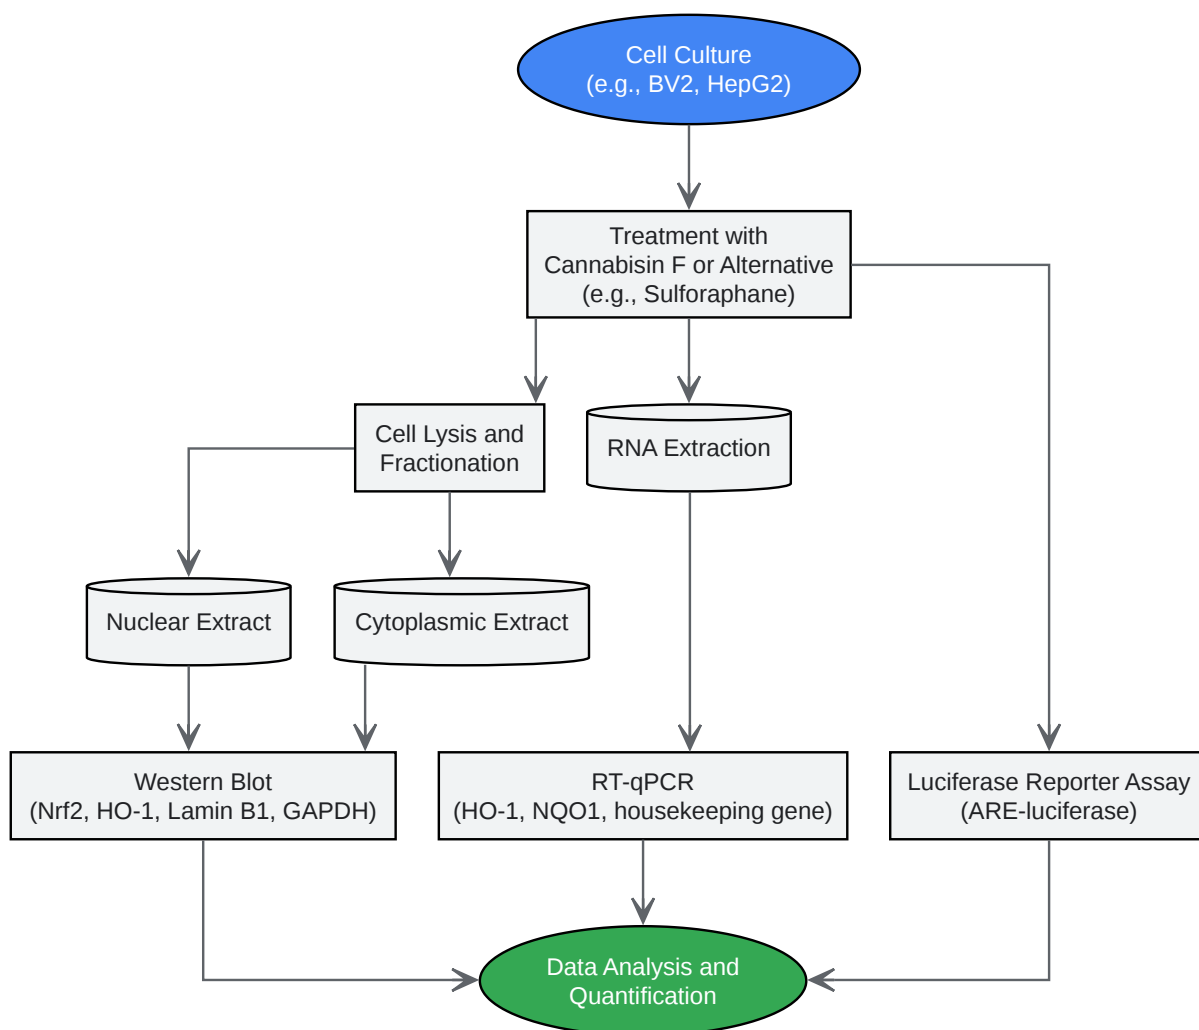 Cell Culture
(e.g., BV2, HepG2)
Treatment with
Cannabisin F or Alternative
(e.g., Sulforaphane)
Cell Lysis and
Fractionation
RNA Extraction
Nuclear Extract
Cytoplasmic Extract
Western Blot
(Nrf2, HO-1, Lamin B1, GAPDH)
RT-qPCR
(HO-1, NQO1, housekeeping gene)
Luciferase Reporter Assay
(ARE-luciferase)
Data Analysis and
Quantification